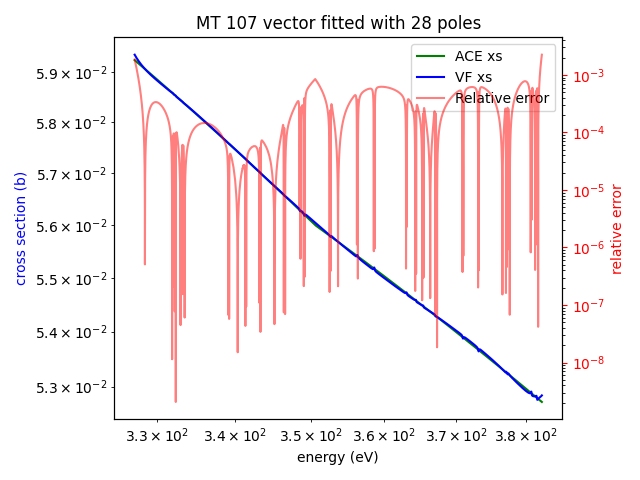 MT 107 vector fitted with 28 poles
ACE xs
VF xs
Relative error
5.9 × 10⁻²
5.8 × 10⁻²
5.7 × 10⁻²
5.6 × 10⁻²
5.5 × 10⁻²
5.4 × 10⁻²
5.3 × 10⁻²
cross section (b)
10⁻³
10⁻⁴
10⁻⁵
10⁻⁶
10⁻⁷
10⁻⁸
relative error
3.3 × 10² 3.4 × 10² 3.5 × 10² 3.6 × 10² 3.7 × 10² 3.8 × 10²
energy (eV)